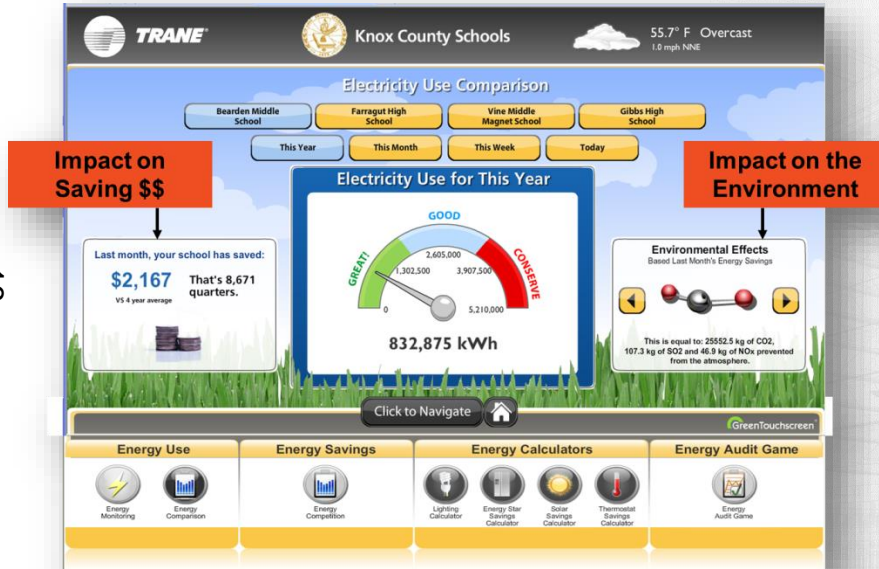 TRANE
Knox County Schools
55.7° F Overcast
1.0 mph NNE
Electricity Use Comparison
Bearden Middle
School
Farragut High
School
Vine Middle
Magnet School
Gibbs High
School
This Year
This Month
This Week
Today
Impact on
Saving $$
Impact on the
Environment
Last month, your school has saved:
$2,167
VS 4 year average
That's 8,671
quarters.
Electricity Use for This Year
GREAT!
GOOD
CONSERVE
0
1,302,500
2,605,000
3,907,500
5,210,000
832,875 kWh
Environmental Effects
Based Last Month's Energy Savings
This is equal to: 25552.5 kg of CO2,
107.3 kg of SO2 and 46.9 kg of NOx prevented
from the atmosphere.
Click to Navigate
GreenTouchscreen
Energy Use
Energy Savings
Energy Calculators
Energy Audit Game
Energy
Monitoring
Energy
Comparison
Energy
Competition
Lighting
Calculator
Energy Star
Savings
Calculator
Solar
Savings
Calculator
Thermostat
Savings
Calculator
Energy
Audit Game